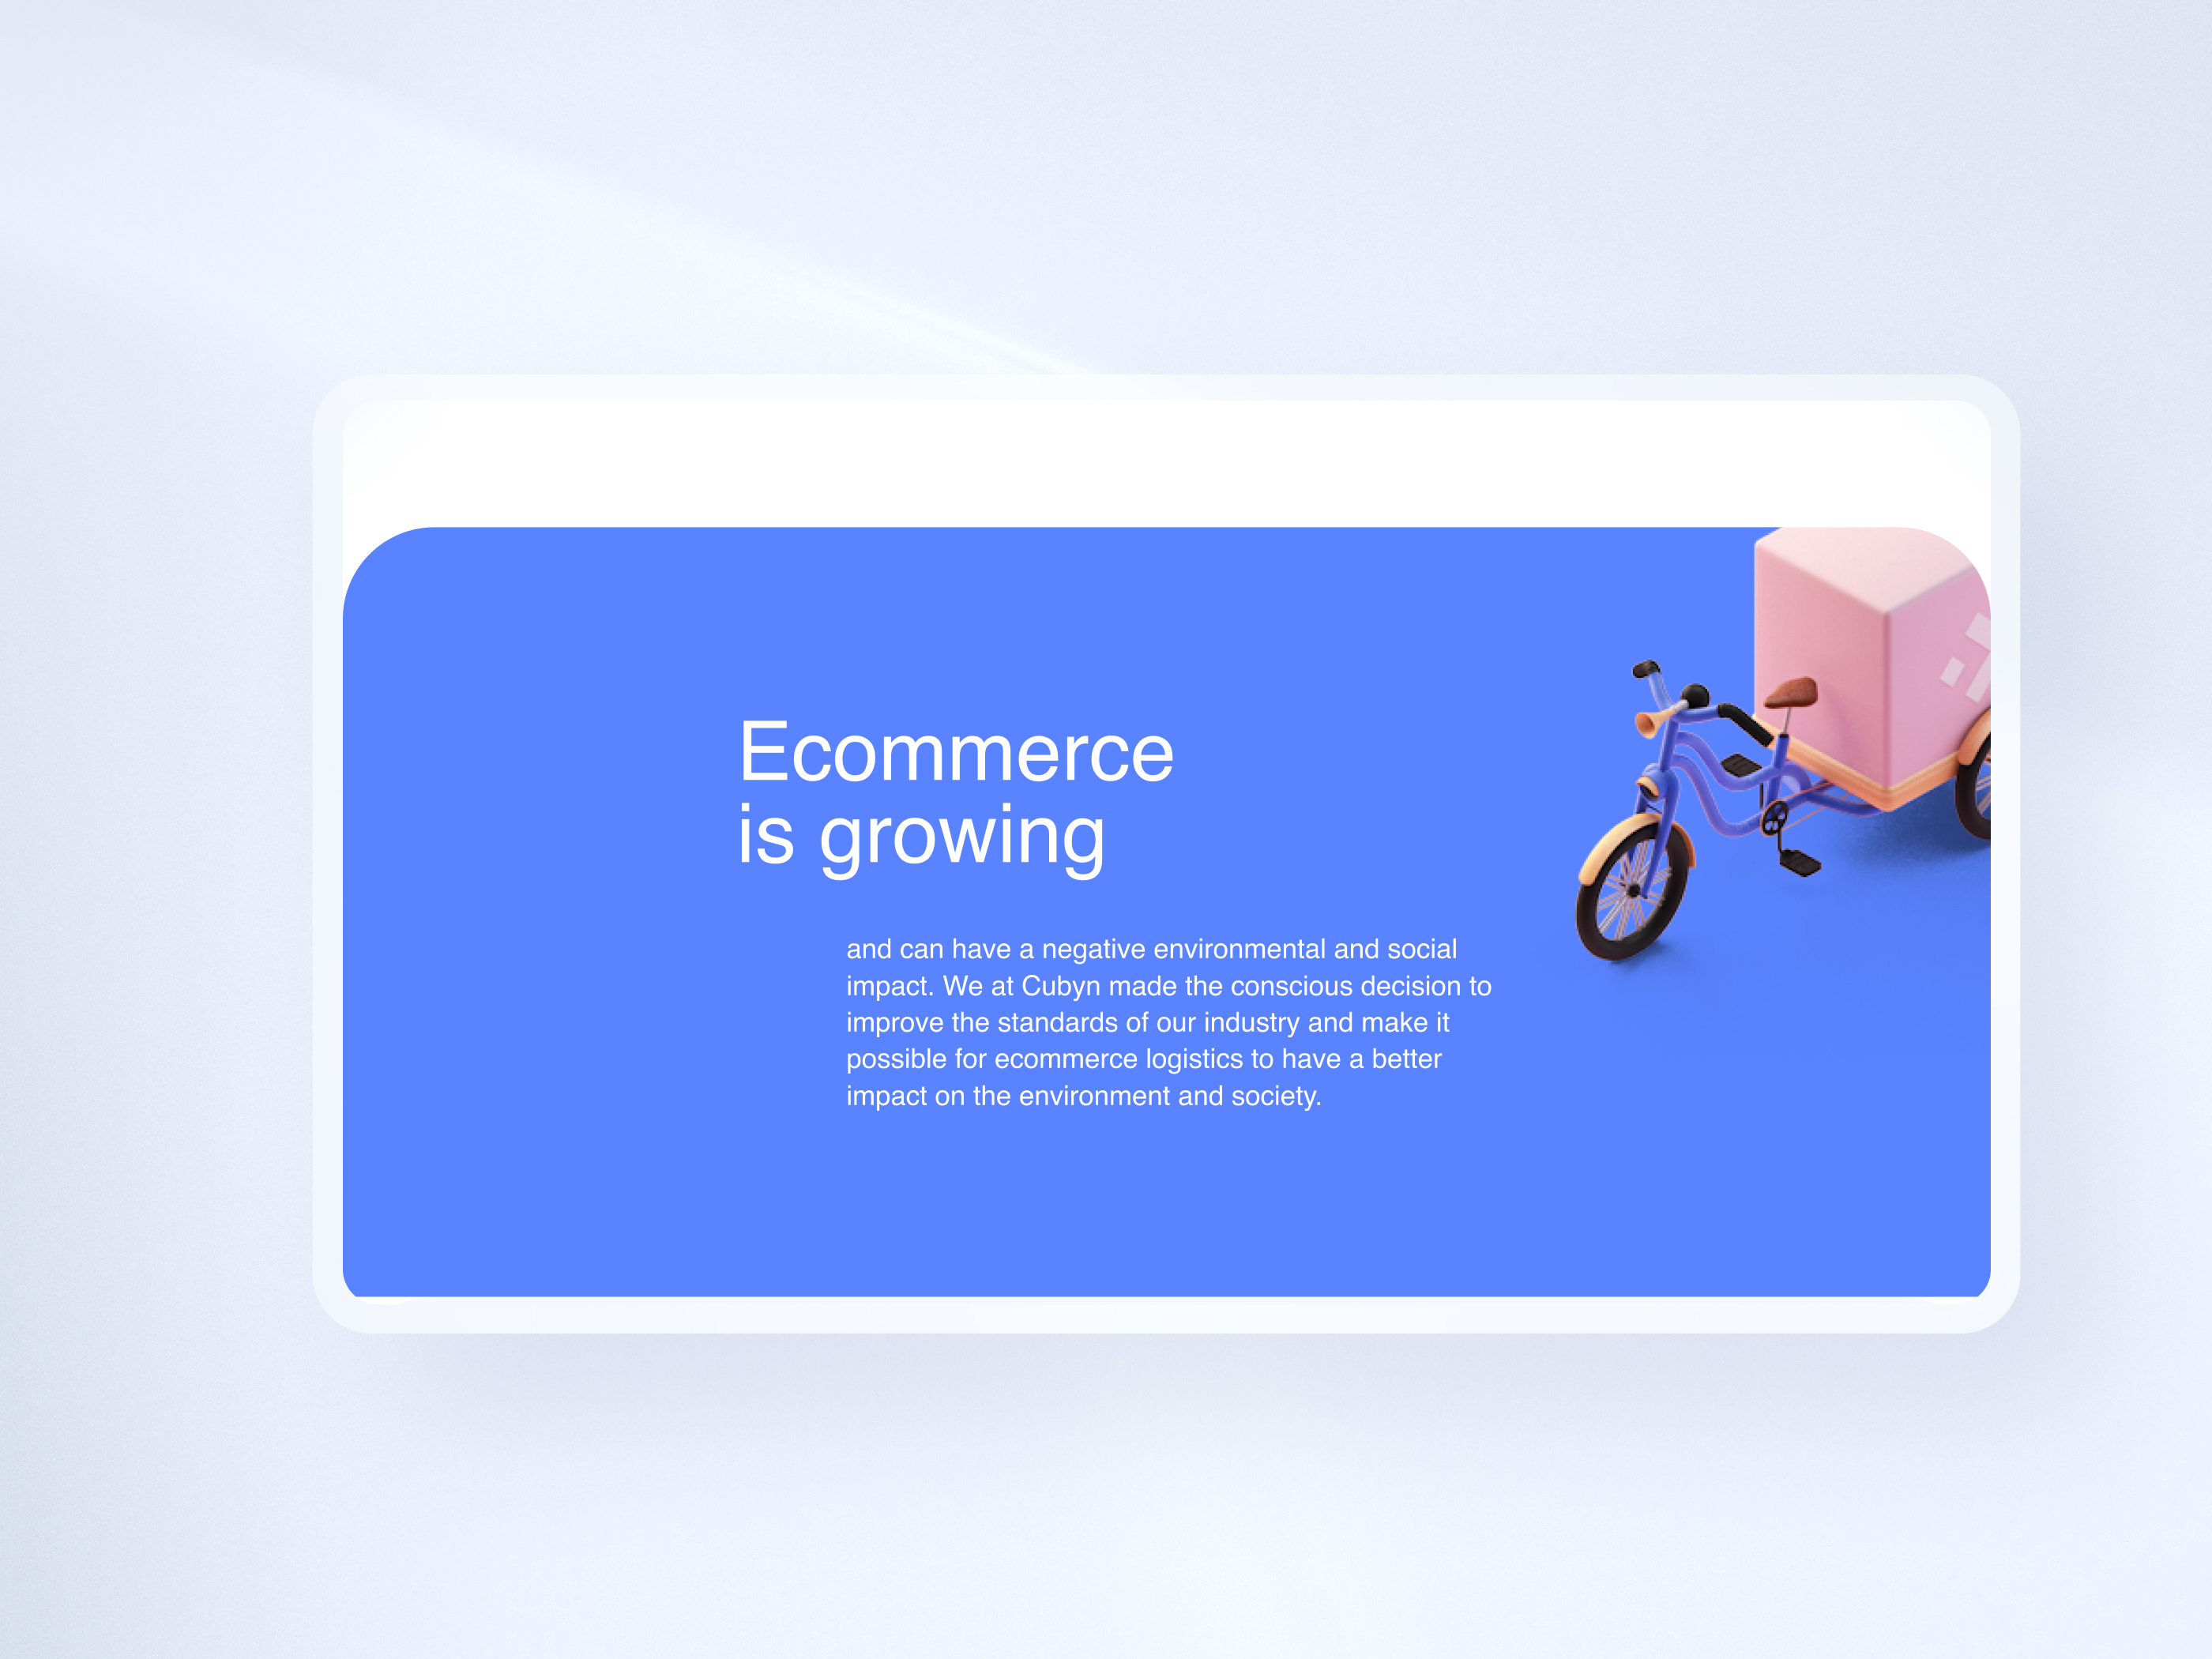 Ecommerce
is growing
and can have a negative environmental and social
impact. We at Cubyn made the conscious decision to
improve the standards of our industry and make it
possible for ecommerce logistics to have a better
impact on the environment and society.